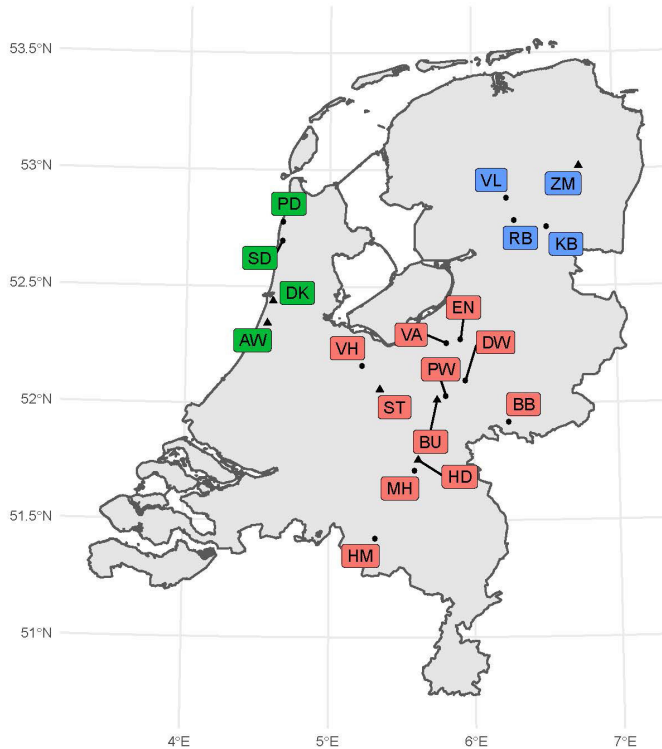 53.5°N
53°N
VL
ZM
PD
RB
KB
SD
52.5°N
DK
EN
AW
VA
DW
VH
PW
52°N
ST
BB
BU
HD
MH
51.5°N
HM
51°N
4°E
5°E
6°E
7°E